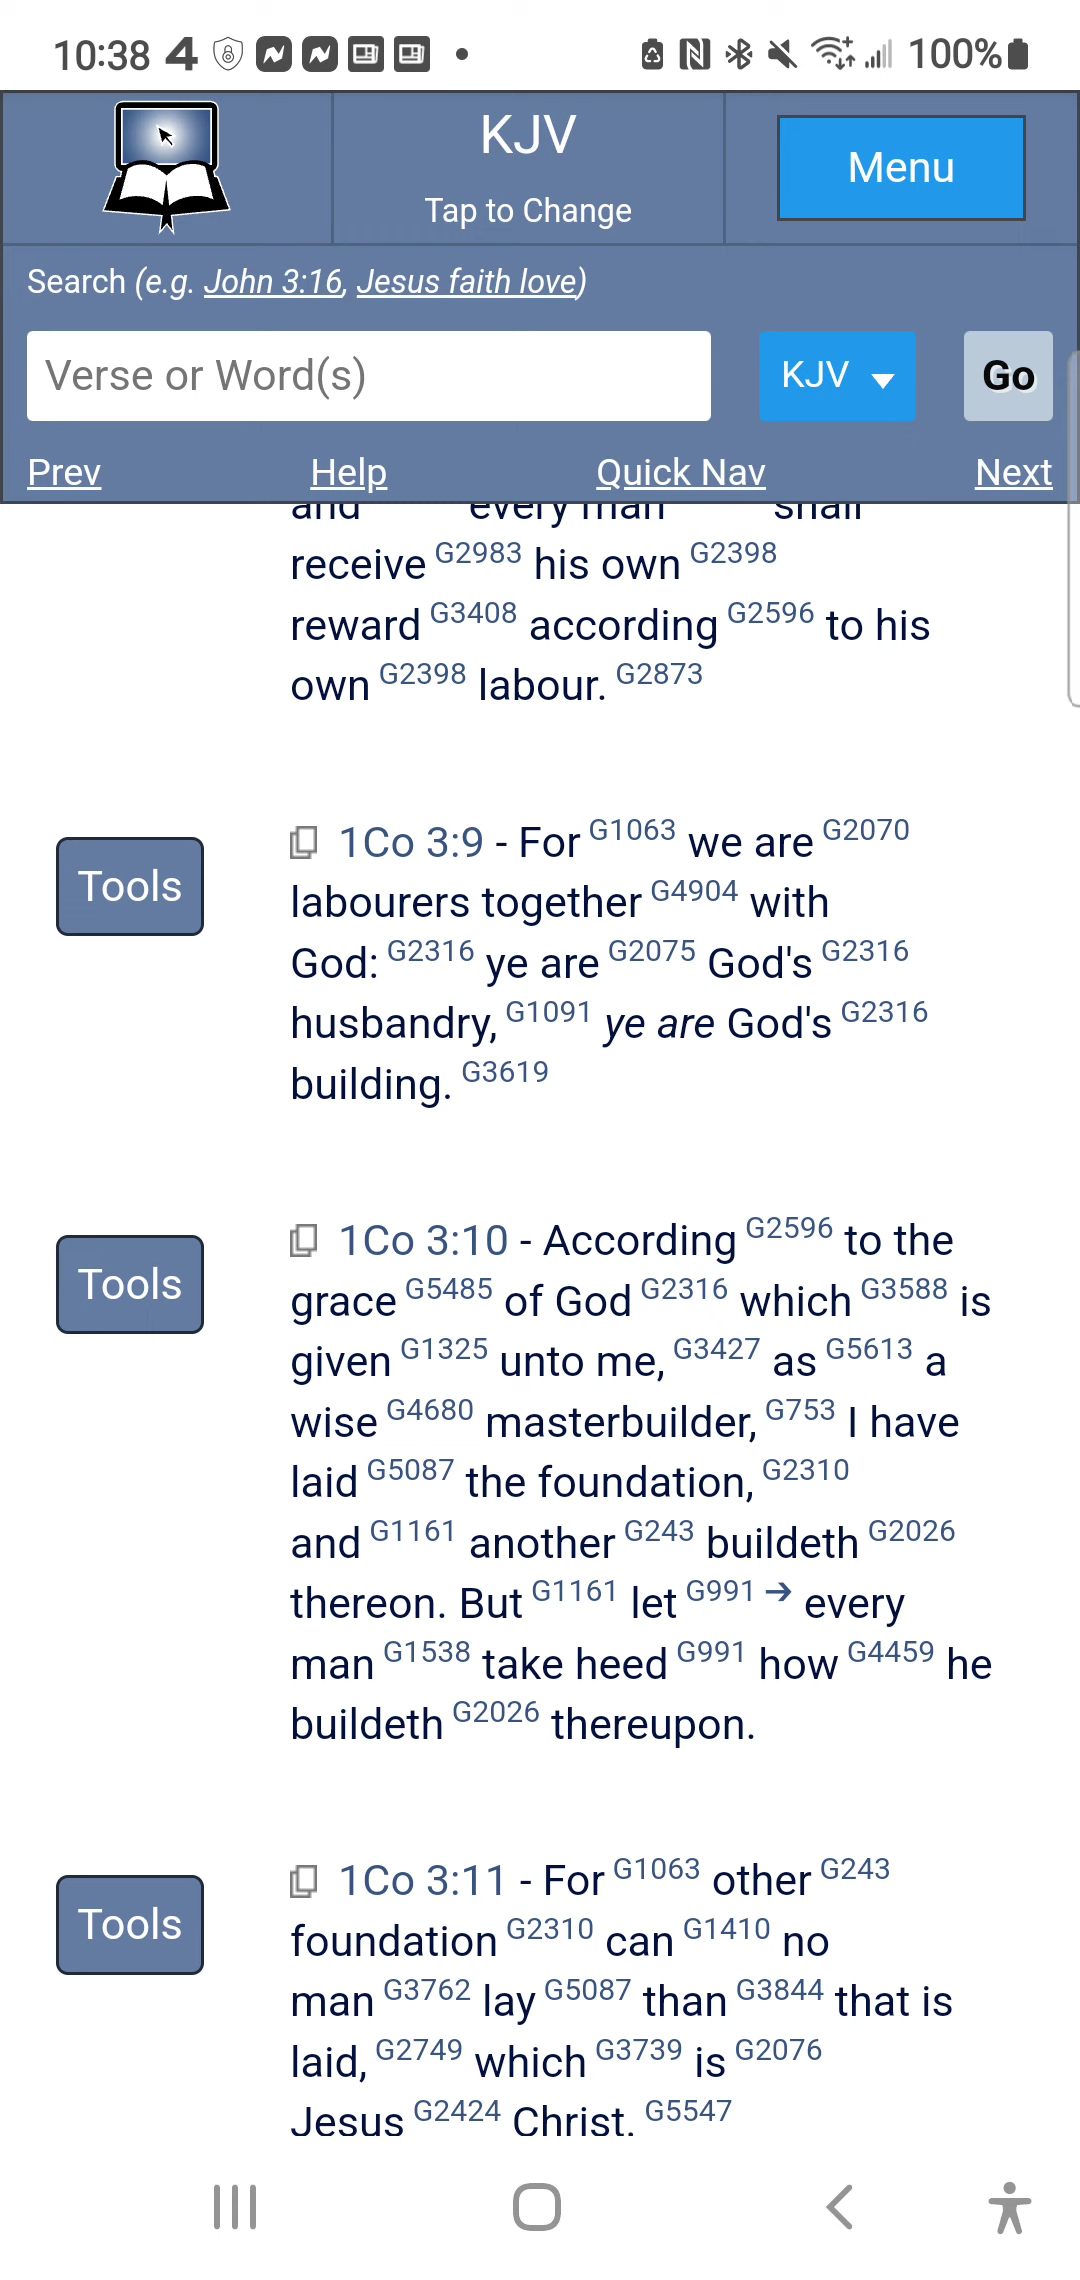 10:38 4 100%
KJV
Tap to Change
Menu
Search (e.g. John 3:16, Jesus faith love)
Verse or Word(s)
KJV
Go
Prev Help Quick Nav Next
and every man shall
receive G2983 his own G2398
reward G3408 according G2596 to his
own G2398 labour. G2873
Tools
1Co 3:9 - For G1063 we are G2070
labourers together G4904 with
God: G2316 ye are G2075 God's G2316
husbandry, G1091 ye are God's G2316
building. G3619
Tools
1Co 3:10 - According G2596 to the
grace G5485 of God G2316 which G3588 is
given G1325 unto me, G3427 as G5613 a
wise G4680 masterbuilder, G753 I have
laid G5087 the foundation, G2310
and G1161 another G243 buildeth G2026
thereon. But G1161 let G991 ➔ every
man G1538 take heed G991 how G4459 he
buildeth G2026 thereupon.
Tools
1Co 3:11 - For G1063 other G243
foundation G2310 can G1410 no
man G3762 lay G5087 than G3844 that is
laid, G2749 which G3739 is G2076
Jesus G2424 Christ. G5547